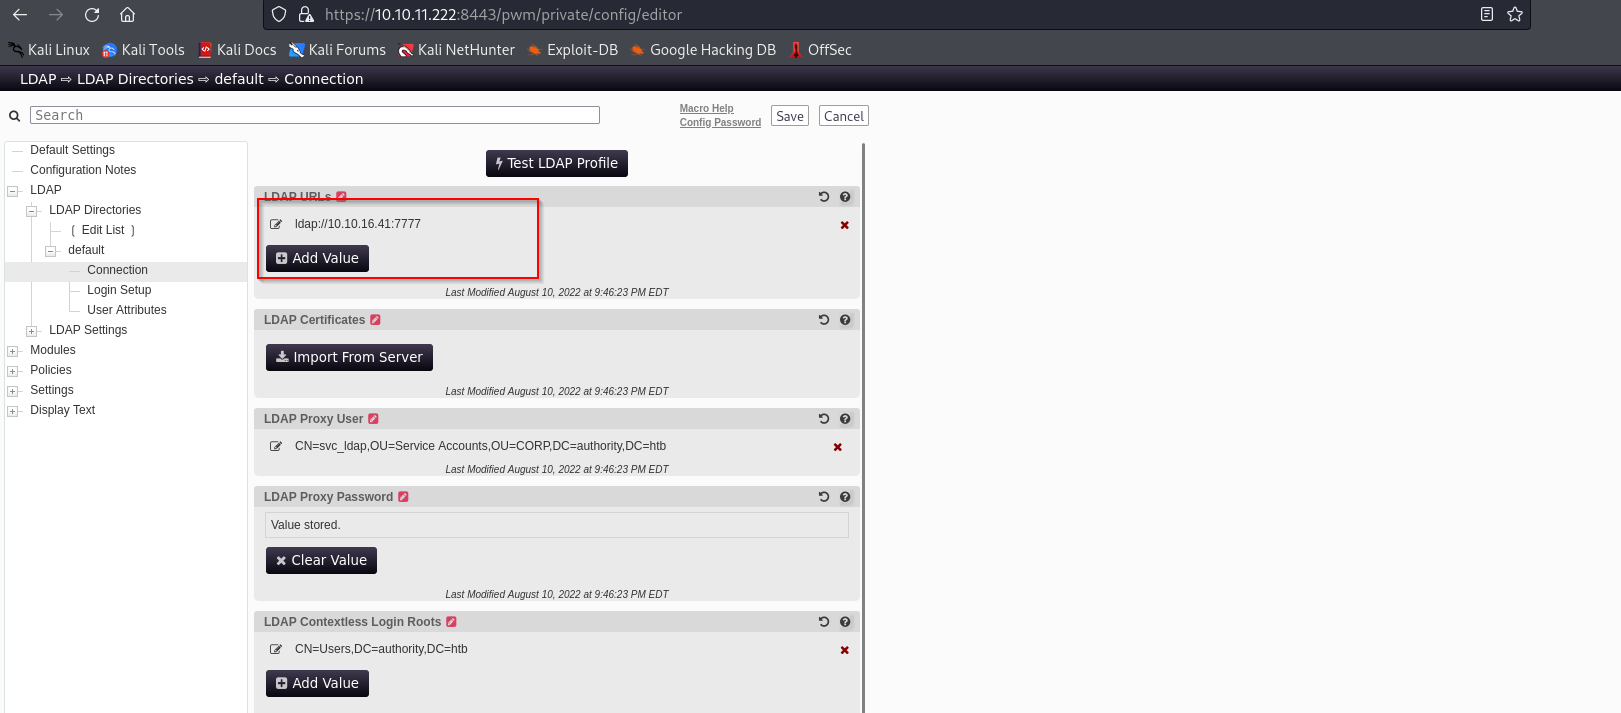 https://10.10.11.222:8443/pwm/private/config/editor
Kali Linux Kali Tools Kali Docs Kali Forums Kali NetHunter Exploit-DB Google Hacking DB OffSec
LDAP ⇨ LDAP Directories ⇨ default ⇨ Connection
Search
Macro Help
Config Password
Save Cancel
Default Settings
Configuration Notes
LDAP
LDAP Directories
[ Edit List ]
default
Connection
Login Setup
User Attributes
LDAP Settings
Modules
Policies
Settings
Display Text
Test LDAP Profile
LDAP URLs
ldap://10.10.16.41:7777
Add Value
Last Modified August 10, 2022 at 9:46:23 PM EDT
LDAP Certificates
Import From Server
Last Modified August 10, 2022 at 9:46:23 PM EDT
LDAP Proxy User
CN=svc_ldap,OU=Service Accounts,OU=CORP,DC=authority,DC=htb
Last Modified August 10, 2022 at 9:46:23 PM EDT
LDAP Proxy Password
Value stored.
Clear Value
Last Modified August 10, 2022 at 9:46:23 PM EDT
LDAP Contextless Login Roots
CN=Users,DC=authority,DC=htb
Add Value